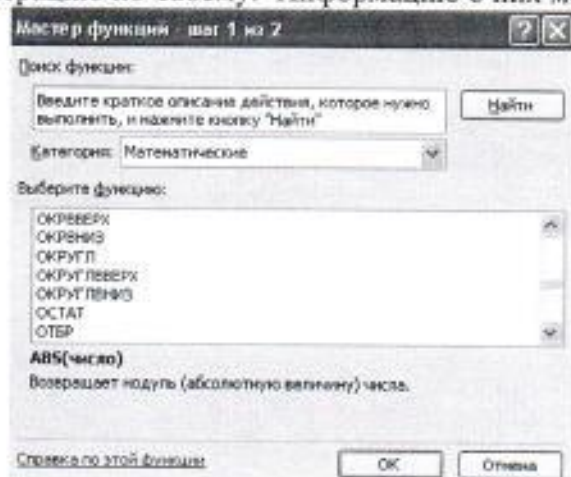 информацию о них м
Мастер функций - шаг 1 из 2
Поиск функции:
Введите краткое описание действия, которое нужно
выполнить, и нажмите кнопку "Найти"
Найти
Категория: Математические
Выберите функцию:
ОКРВВЕРХ
ОКРВНИЗ
ОКРУГЛ
ОКРУГЛВВЕРХ
ОКРУГЛВНИЗ
ОСТАТ
ОТБР
ABS(число)
Возвращает модуль (абсолютную величину) числа.
Справка по этой функции
ОК
Отмена